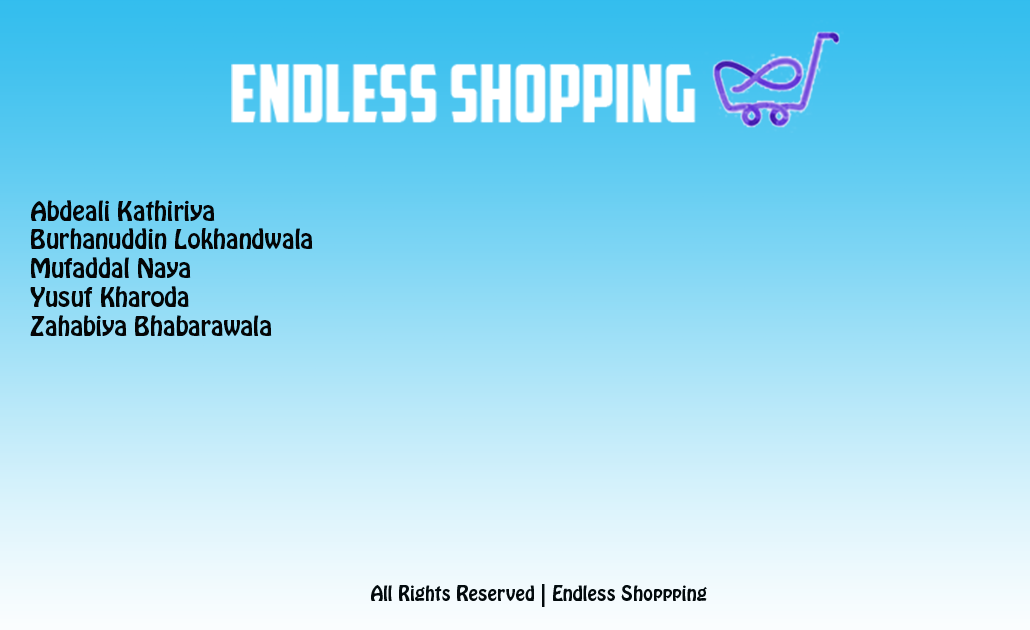 ENDLESS SHOPPING
Abdeali Kathiriya
Burhanuddin Lokhandwala
Mufaddal Naya
Yusuf Kharoda
Zahabiya Bhabarawala
All Rights Reserved | Endless Shoppping